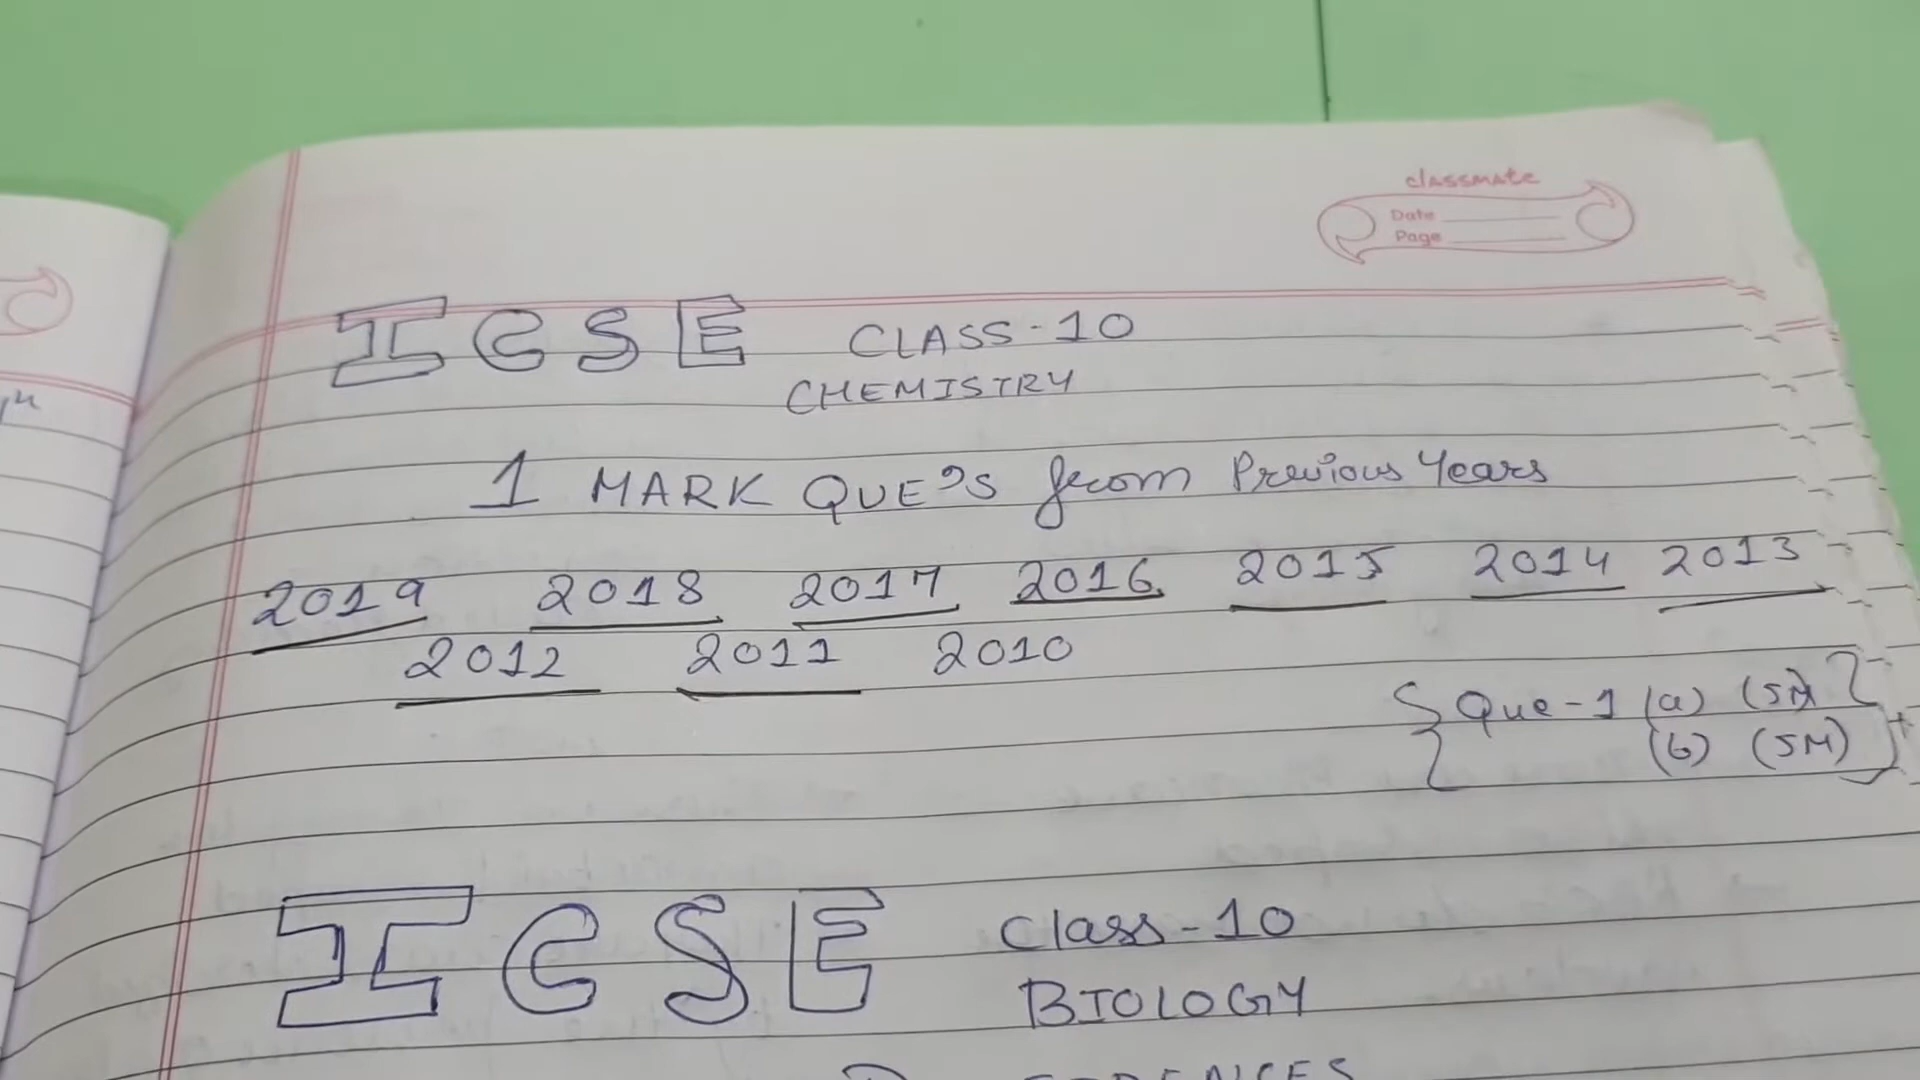 classmate
Date
Page
ICSE CLASS-10
CHEMISTRY
1 MARK QUE's from Previous Years
2019 2018 2017 2016 2015 2014 2013
2012 2011 2010
{Que-1 (a) (5M)
(b) (5M)}
ICSE Class-10
BIOLOGY